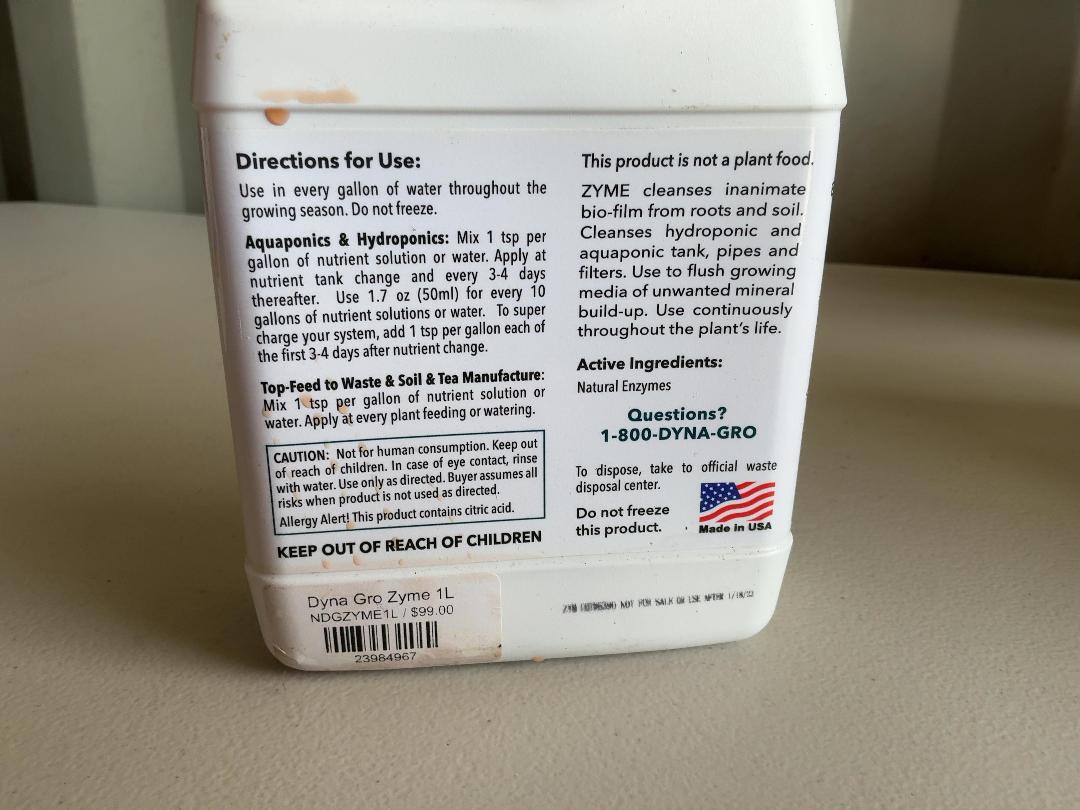 Directions for Use:
Use in every gallon of water throughout the
growing season. Do not freeze.
Aquaponics & Hydroponics: Mix 1 tsp per
gallon of nutrient solution or water. Apply at
nutrient tank change and every 3-4 days
thereafter. Use 1.7 oz (50ml) for every 10
gallons of nutrient solutions or water. To super
charge your system, add 1 tsp per gallon each of
the first 3-4 days after nutrient change.
Top-Feed to Waste & Soil & Tea Manufacture:
Mix 1 tsp per gallon of nutrient solution or
water. Apply at every plant feeding or watering.
CAUTION: Not for human consumption. Keep out
of reach of children. In case of eye contact, rinse
with water. Use only as directed. Buyer assumes all
risks when product is not used as directed.
Allergy Alert! This product contains citric acid.
KEEP OUT OF REACH OF CHILDREN
This product is not a plant food.
ZYME cleanses inanimate
bio-film from roots and soil.
Cleanses hydroponic and
aquaponic tank, pipes and
filters. Use to flush growing
media of unwanted mineral
build-up. Use continuously
throughout the plant's life.
Active Ingredients:
Natural Enzymes
Questions?
1-800-DYNA-GRO
To dispose, take to official waste
disposal center.
Do not freeze
this product.
Made in USA
Dyna Gro Zyme 1L
NDGZYME1L / $99.00
23984967
NOT FOR SALE OR USE AFTER